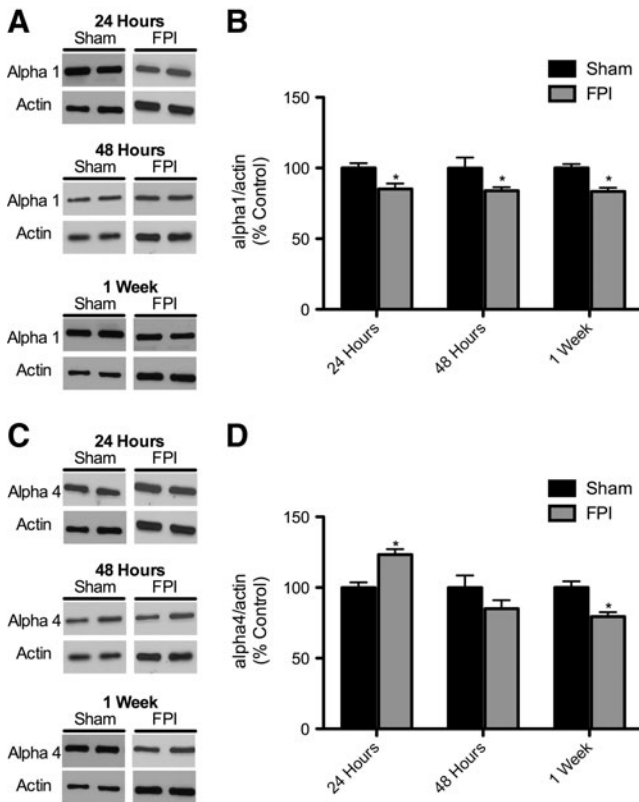 A
24 Hours
Sham FPI
Alpha 1
Actin
48 Hours
Sham FPI
Alpha 1
Actin
1 Week
Sham FPI
Alpha 1
Actin
B
Sham
FPI
alpha1/actin
(% Control)
150
100
75
50
0
*
*
*
24 Hours
48 Hours
1 Week
C
24 Hours
Sham FPI
Alpha 4
Actin
48 Hours
Sham FPI
Alpha 4
Actin
1 Week
Sham FPI
Alpha 4
Actin
D
Sham
FPI
alpha4/actin
(% Control)
150
100
75
50
0
*
*
24 Hours
48 Hours
1 Week